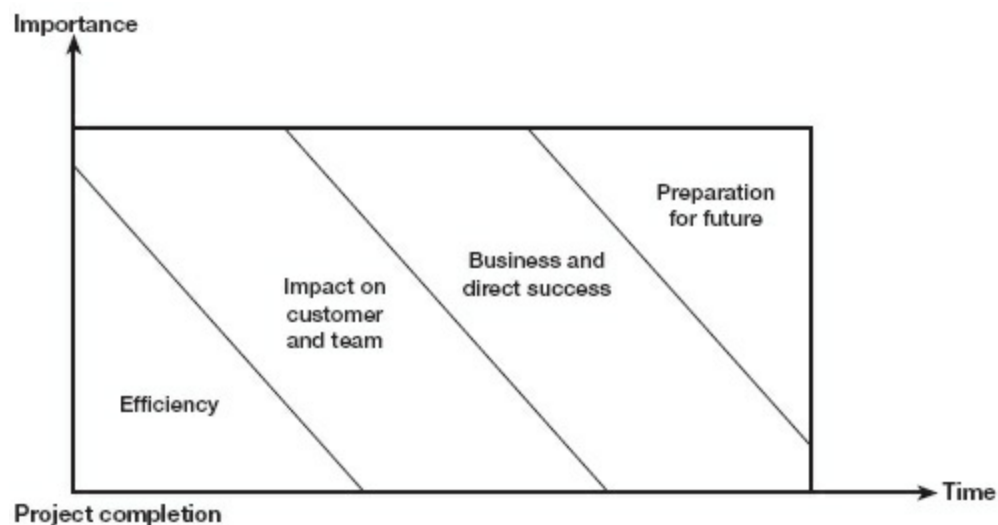 Importance
Preparation
for future
Business and
direct success
Impact on
customer
and team
Efficiency
Time
Project completion